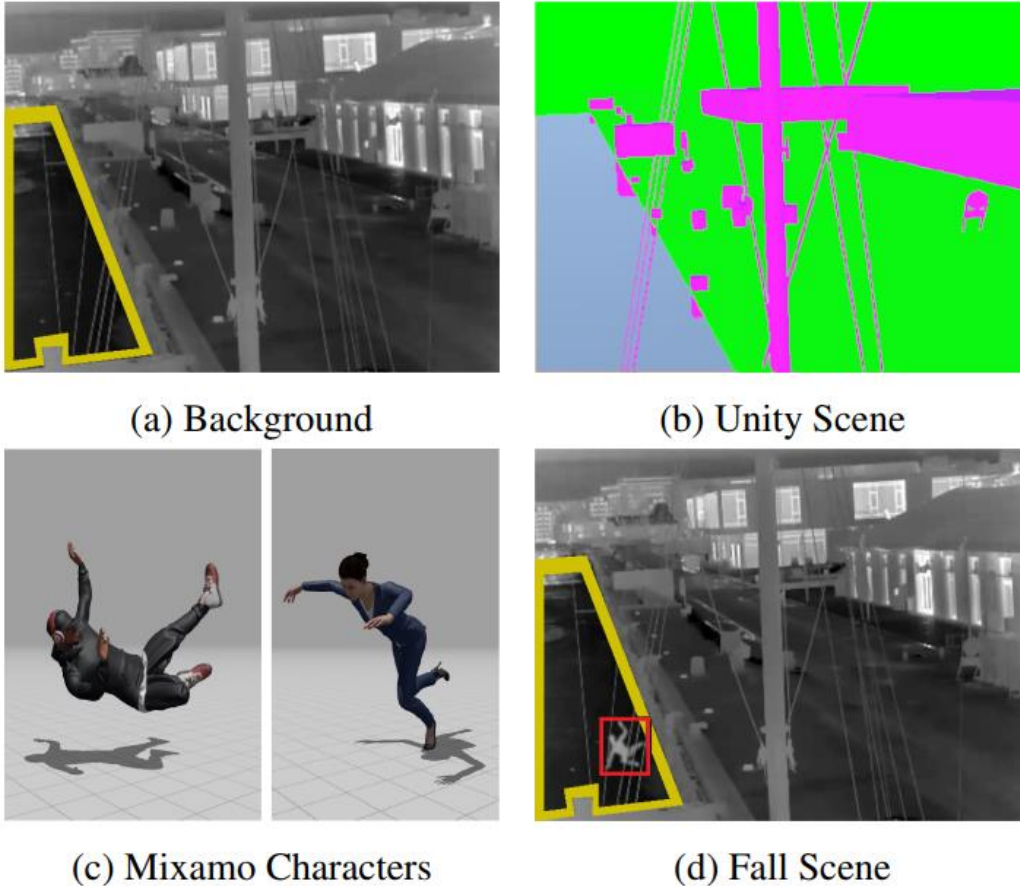 (a) Background
(b) Unity Scene
(c) Mixamo Characters
(d) Fall Scene